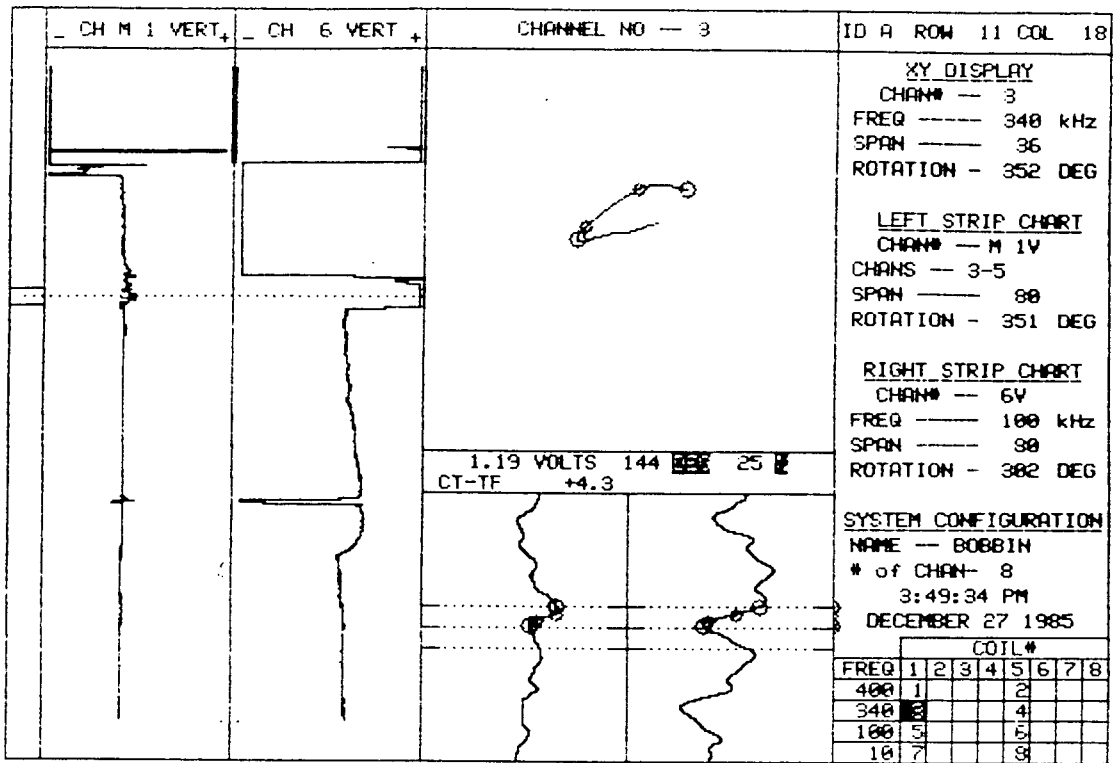 _ CH M 1 VERT +
_ CH 6 VERT +
CHANNEL NO -- 3
ID A ROW 11 COL 18
XY DISPLAY
CHAN# -- 3
FREQ ----- 340 kHz
SPAN ----- 36
ROTATION - 352 DEG
LEFT STRIP CHART
CHAN# -- M 1V
CHANS -- 3-5
SPAN ----- 80
ROTATION - 351 DEG
RIGHT STRIP CHART
CHAN# -- 6V
FREQ ----- 100 kHz
SPAN ----- 80
ROTATION - 302 DEG
1.19 VOLTS 144 25
CT-TF +4.3
SYSTEM CONFIGURATION
NAME -- BOBBIN
# of CHAN- 8
3:49:34 PM
DECEMBER 27 1985
COIL#
FREQ 1 2 3 4 5 6 7 8
400 1 2
340 3 4
100 5 6
10 7 8